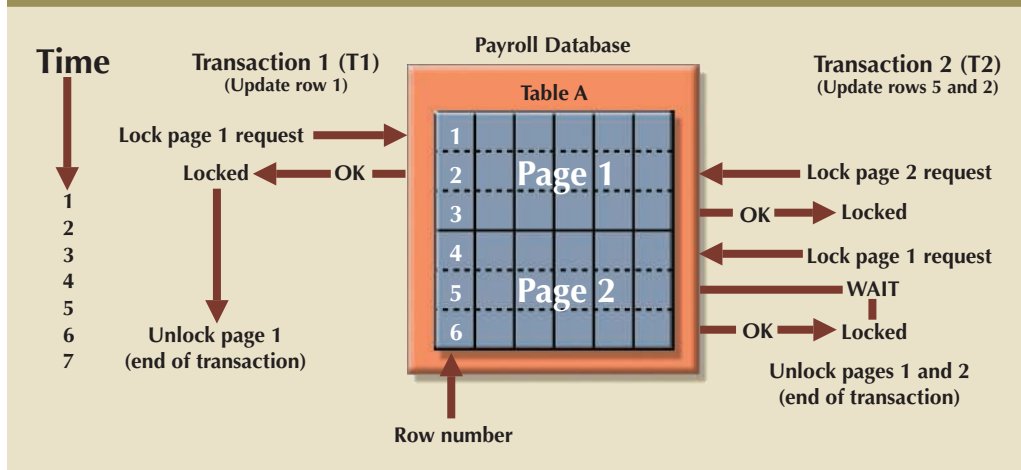 Time
1
2
3
4
5
6
7
Transaction 1 (T1)
(Update row 1)
Lock page 1 request
Locked
OK
Unlock page 1
(end of transaction)
Payroll Database
Table A
1
2
3
4
5
6
Page 1
Page 2
Row number
Transaction 2 (T2)
(Update rows 5 and 2)
Lock page 2 request
OK
Locked
Lock page 1 request
WAIT
OK
Locked
Unlock pages 1 and 2
(end of transaction)